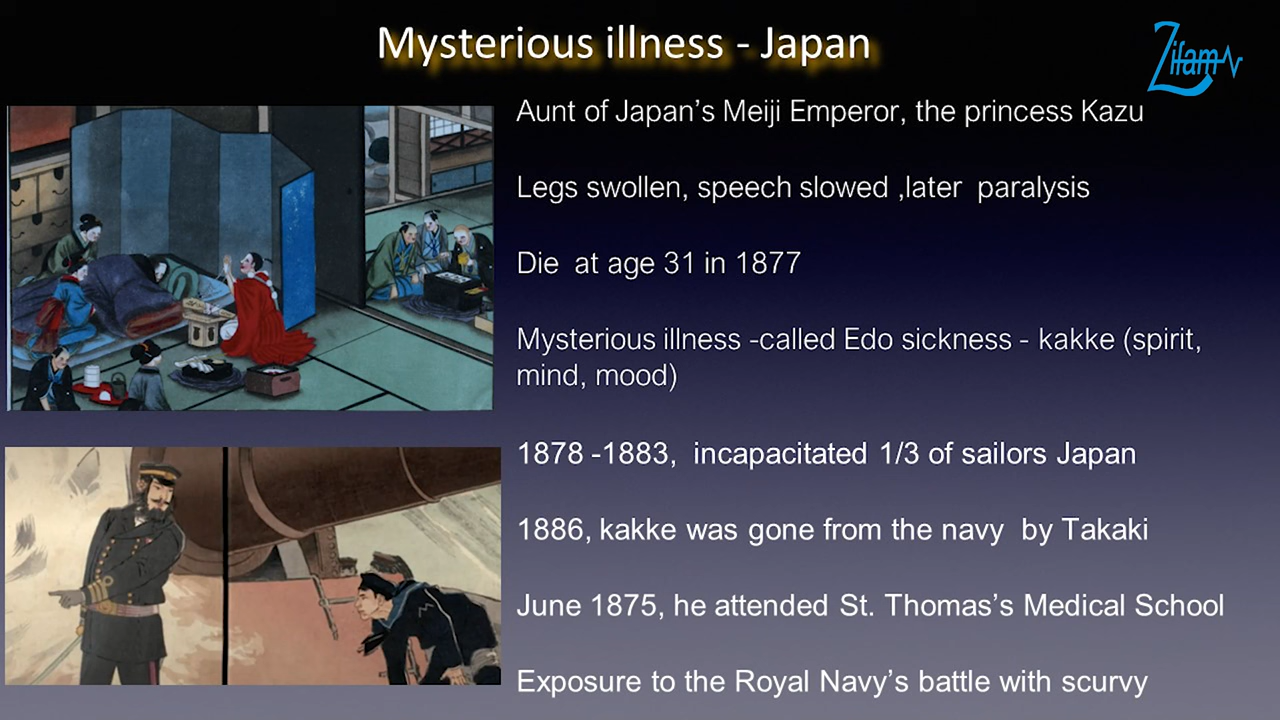 Mysterious illness - Japan
Zifam
Aunt of Japan's Meiji Emperor, the princess Kazu
Legs swollen, speech slowed ,later  paralysis
Die  at age 31 in 1877
Mysterious illness -called Edo sickness - kakke (spirit,
mind, mood)
1878 -1883,  incapacitated 1/3 of sailors Japan
1886, kakke was gone from the navy  by Takaki
June 1875, he attended St. Thomas's Medical School
Exposure to the Royal Navy's battle with scurvy